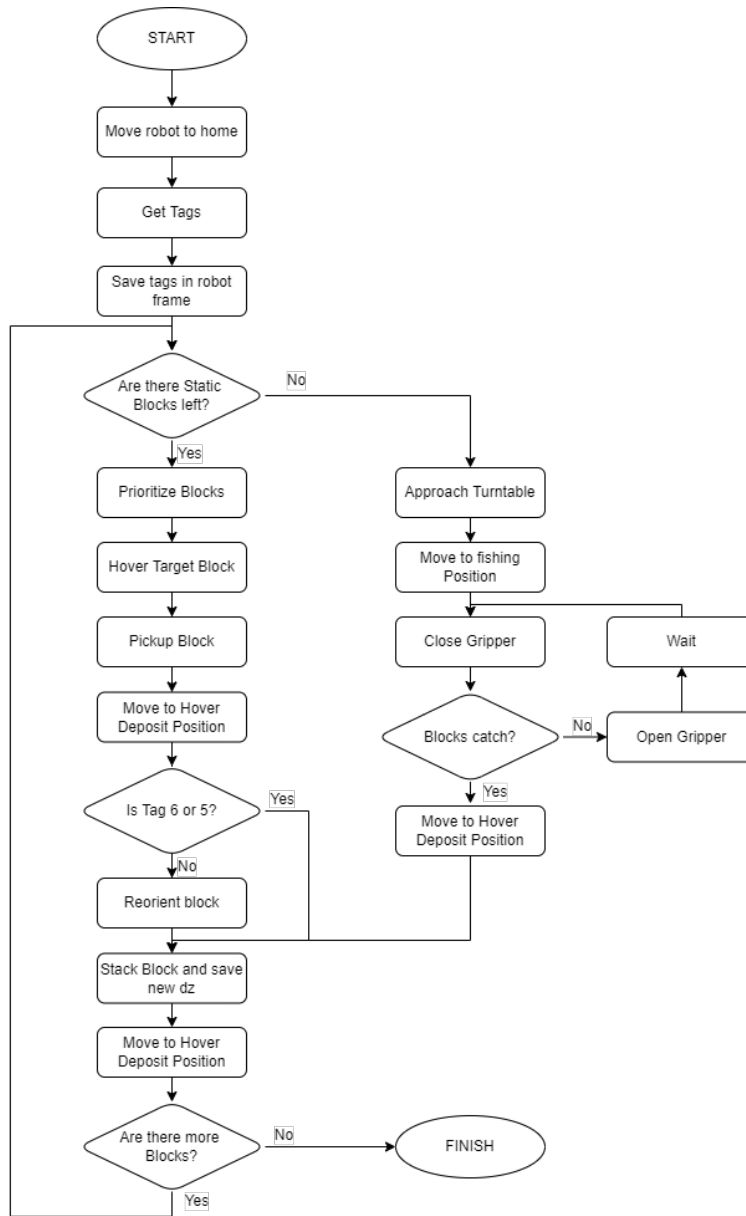 START
Move robot to home
Get Tags
Save tags in robot
frame
Are there Static
Blocks left?
No
Yes
Prioritize Blocks
Approach Turntable
Hover Target Block
Move to fishing
Position
Pickup Block
Close Gripper
Wait
Move to Hover
Deposit Position
Blocks catch?
No
Open Gripper
Yes
Is Tag 6 or 5?
Yes
Move to Hover
Deposit Position
No
Reorient block
Stack Block and save
new dz
Move to Hover
Deposit Position
Are there more
Blocks?
No
FINISH
Yes